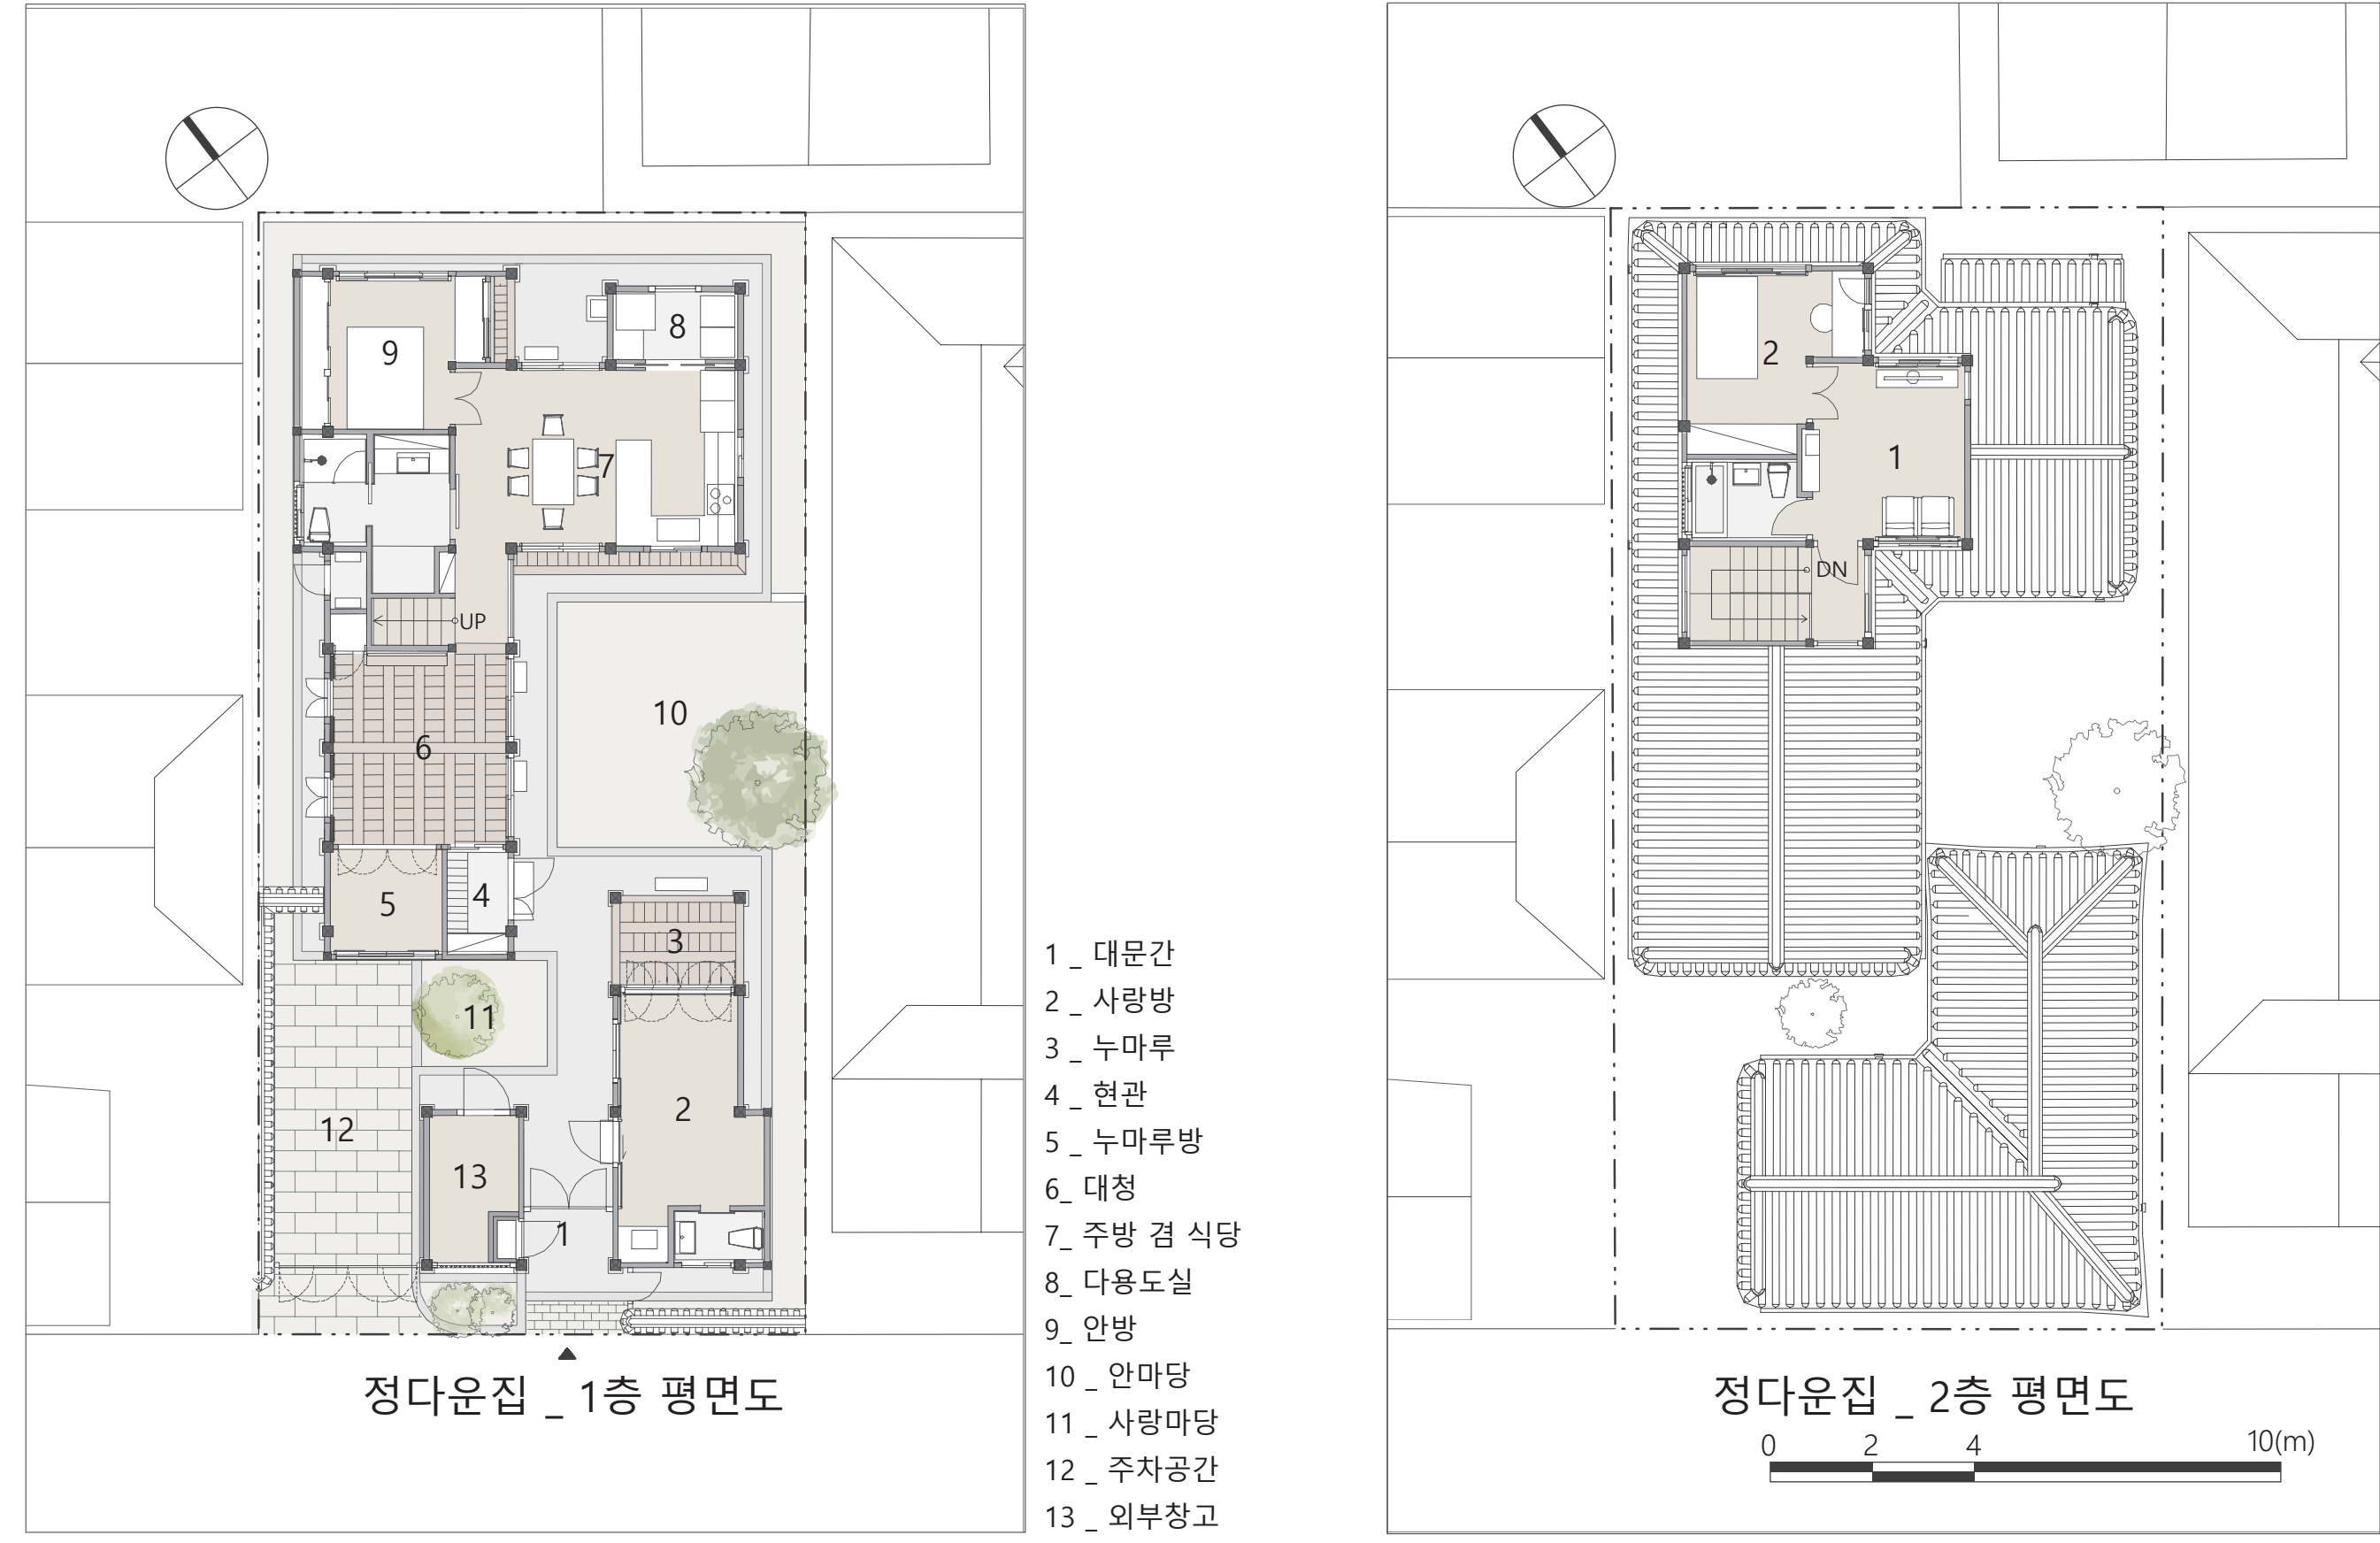 9
8
7
UP
6
10
5
4
3
11
12
2
13
1
정다운집 _ 1층 평면도
1 _ 대문간
2 _ 사랑방
3 _ 누마루
4 _ 현관
5 _ 누마루방
6_ 대청
7_ 주방 겸 식당
8_ 다용도실
9_ 안방
10 _ 안마당
11 _ 사랑마당
12 _ 주차공간
13 _ 외부창고
2
1
DN
정다운집 _ 2층 평면도
0 2 4 10(m)